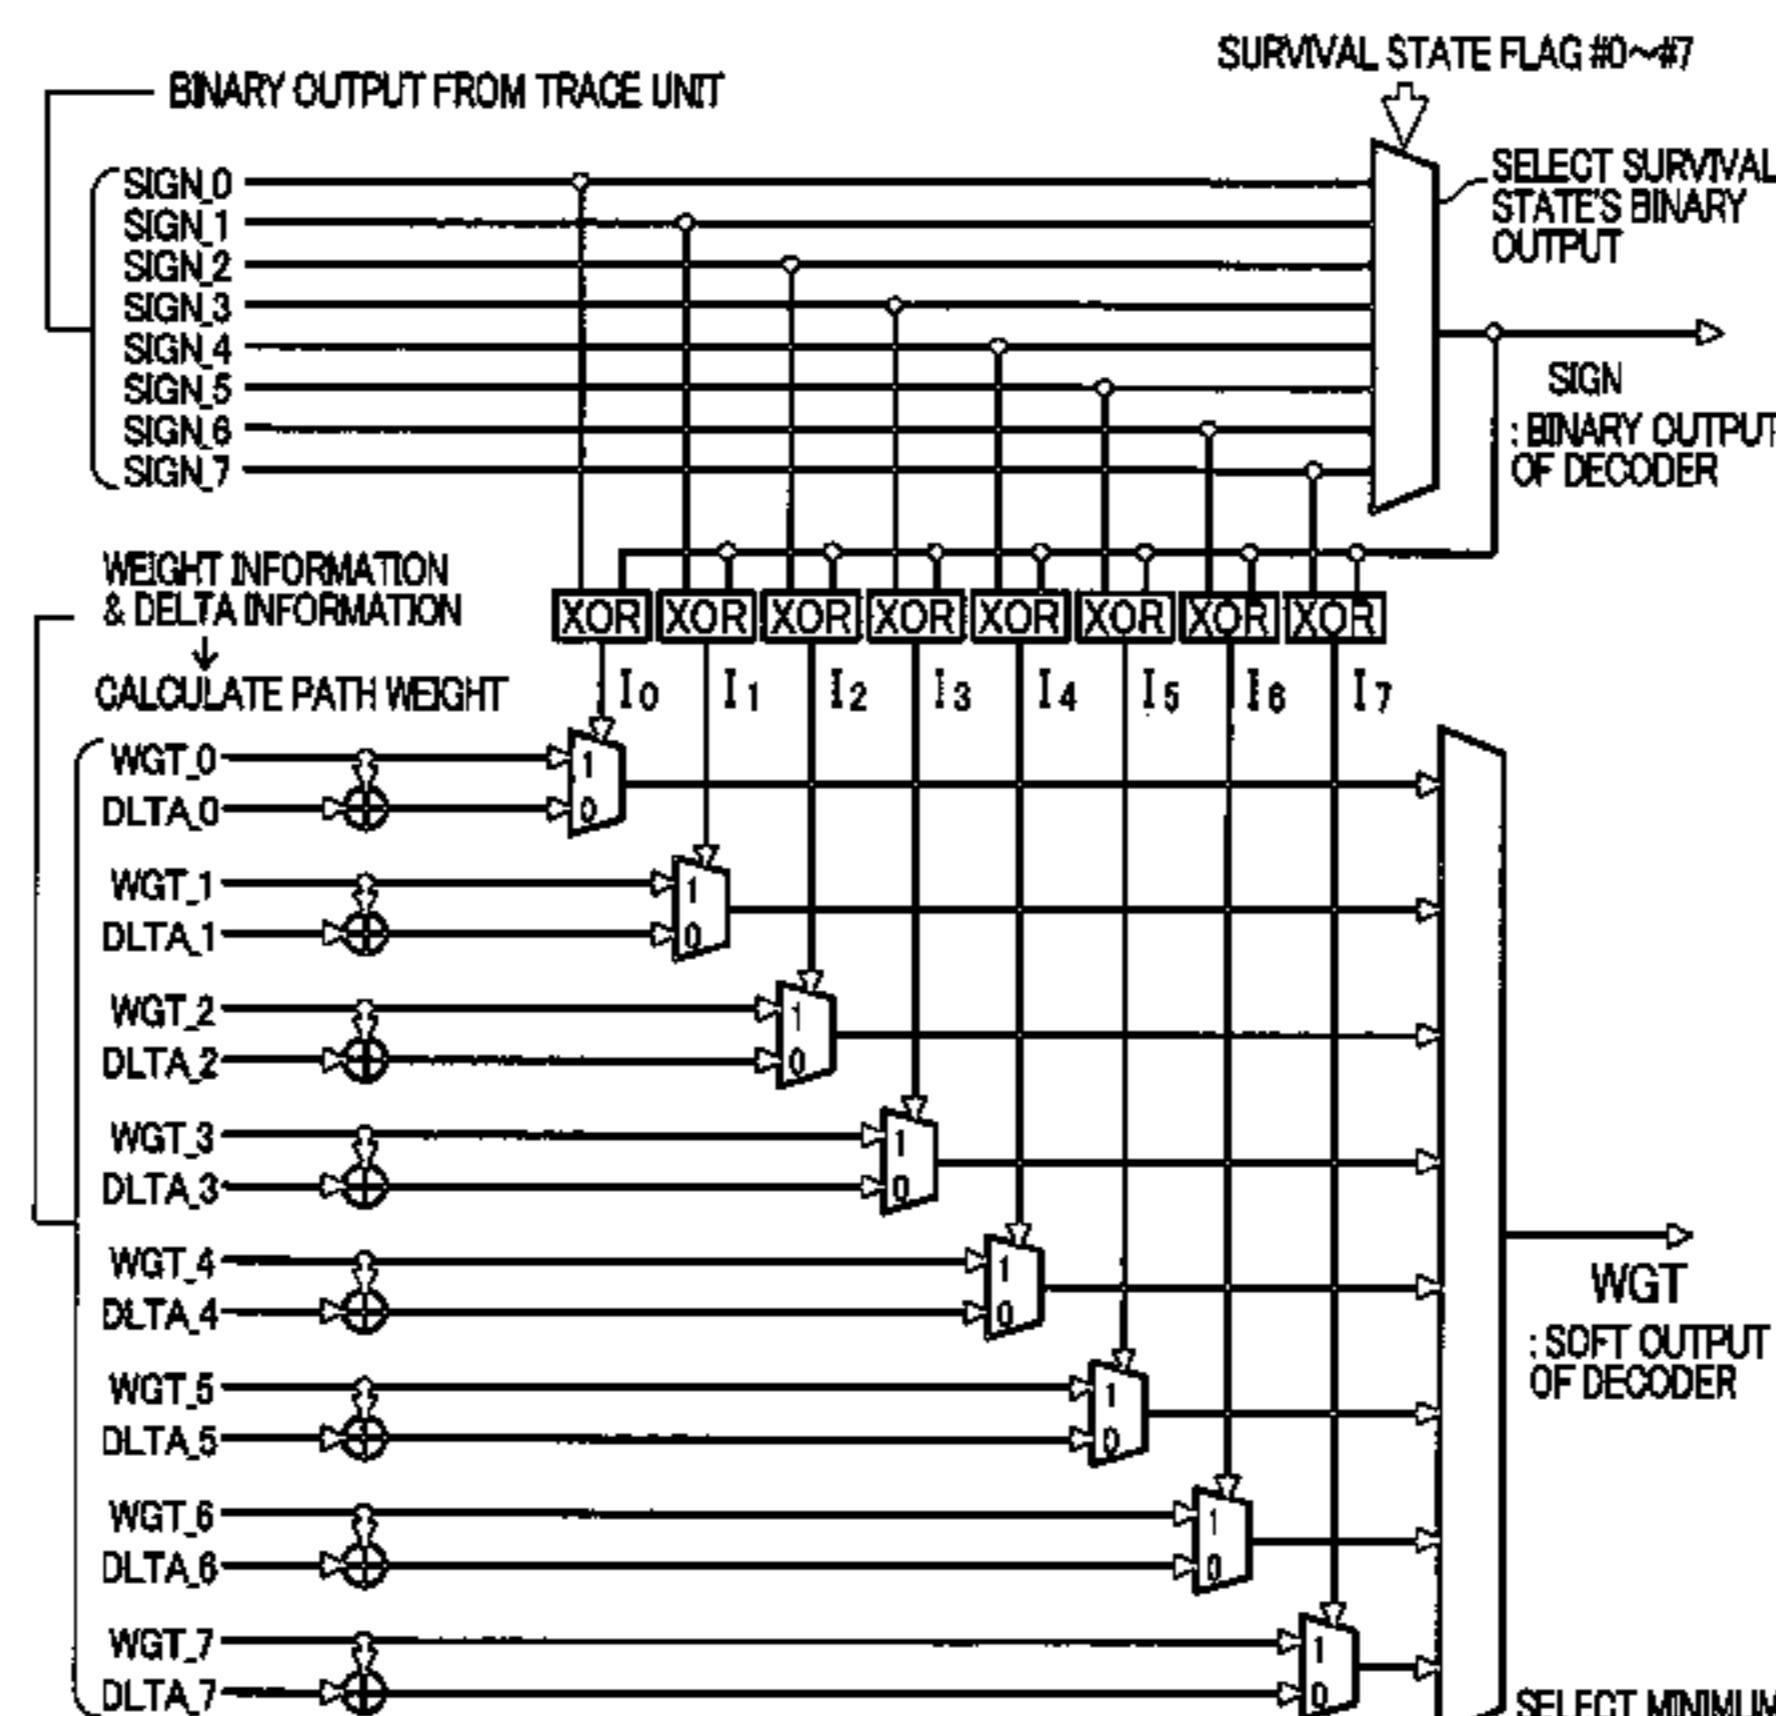 SURVIVAL STATE FLAG #0~#7
BINARY OUTPUT FROM TRACE UNIT
SIGN_0
SIGN_1
SIGN_2
SIGN_3
SIGN_4
SIGN_5
SIGN_6
SIGN_7
SELECT SURVIVAL
STATE'S BINARY
OUTPUT
SIGN
: BINARY OUTPUT
OF DECODER
WEIGHT INFORMATION
& DELTA INFORMATION
CALCULATE PATH WEIGHT
XOR XOR XOR XOR XOR XOR XOR XOR
I0 I1 I2 I3 I4 I5 I6 I7
WGT_0
1
DLTA_0
0
WGT_1
1
DLTA_1
0
WGT_2
1
DLTA_2
0
WGT_3
1
DLTA_3
0
WGT_4
1
DLTA_4
0
WGT_5
1
DLTA_5
0
WGT_6
1
DLTA_6
0
WGT_7
1
DLTA_7
0
WGT
: SOFT OUTPUT
OF DECODER
SELECT MINIMUM